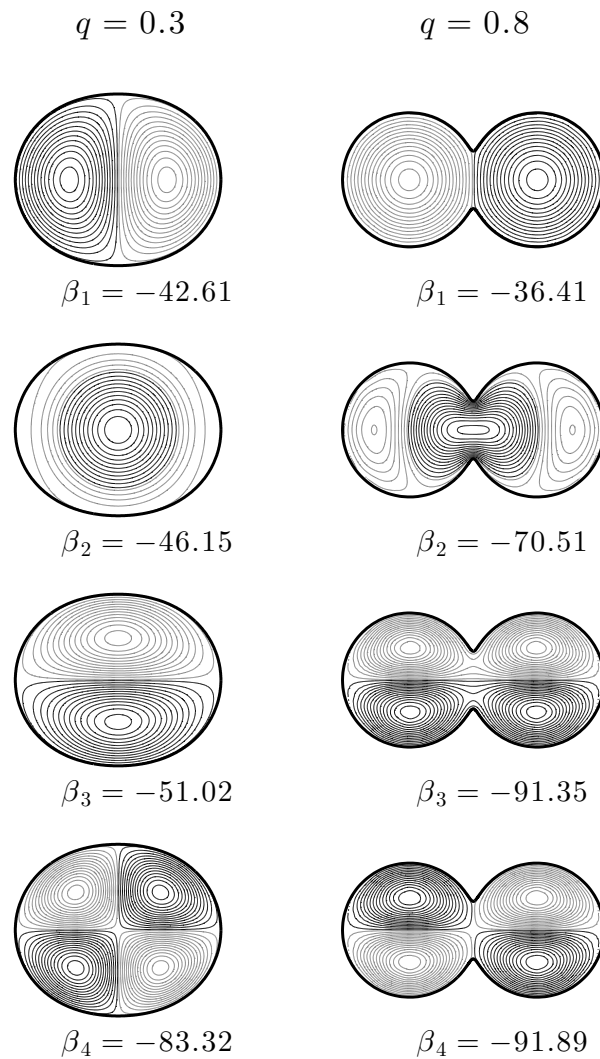 q = 0.3 q = 0.8
β₁ = −42.61 β₁ = −36.41
β₂ = −46.15 β₂ = −70.51
β₃ = −51.02 β₃ = −91.35
β₄ = −83.32 β₄ = −91.89